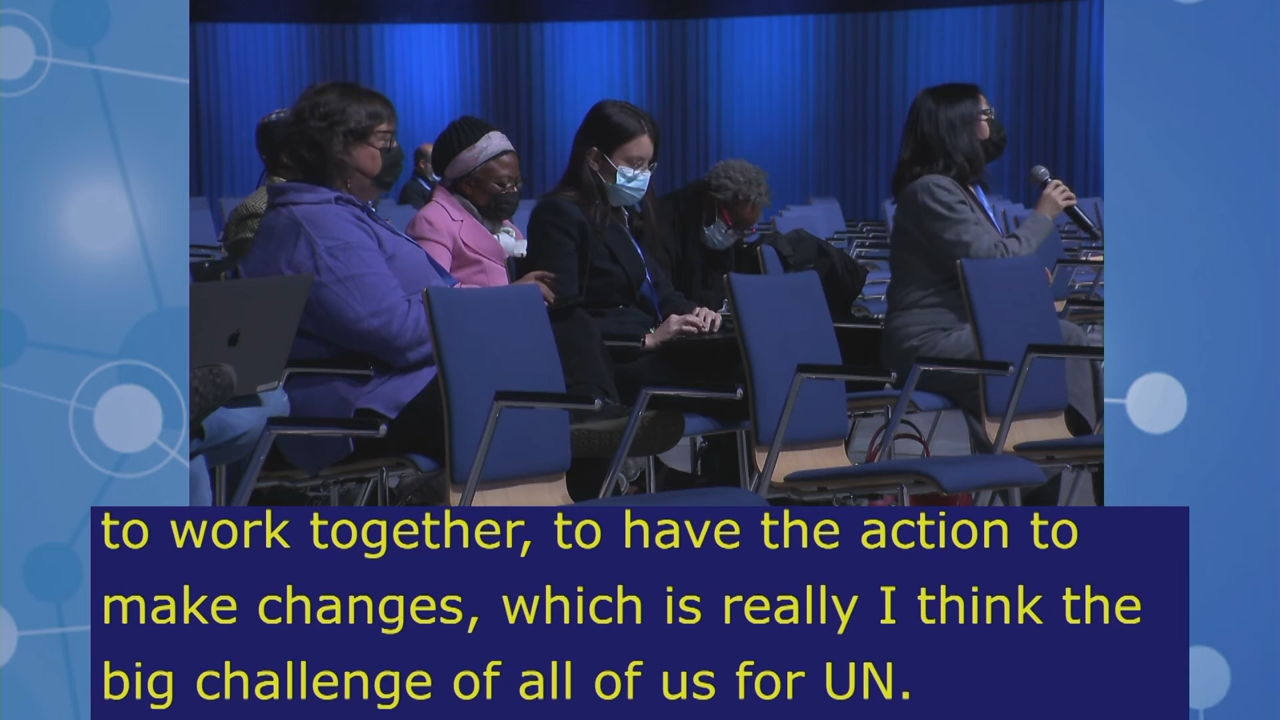 to work together, to have the action to
make changes, which is really I think the
big challenge of all of us for UN.